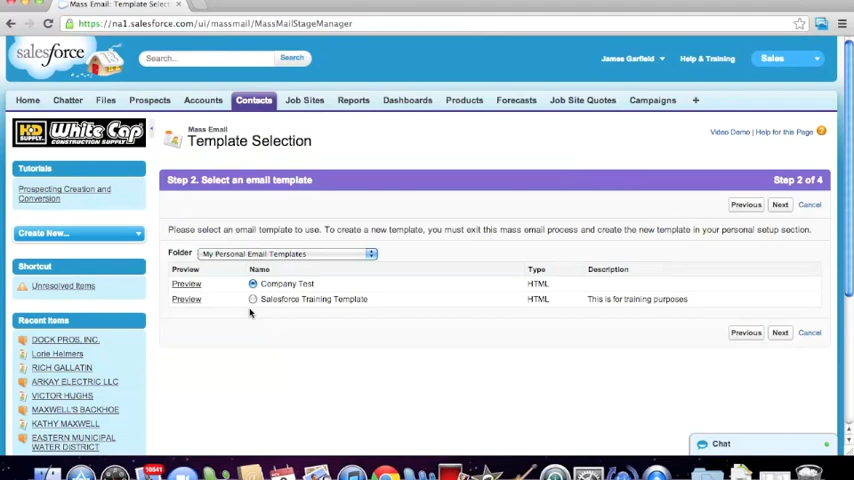 Mass Email: Template Select
https://na1.salesforce.com/ui/massmail/MassMailStageManager
salesforce
Search...
Search
James Garfield
Help & Training
Sales
Home
Chatter
Files
Prospects
Accounts
Contacts
Job Sites
Reports
Dashboards
Products
Forecasts
Job Site Quotes
Campaigns
+
HD SUPPLY
White Cap
CONSTRUCTION SUPPLY
Mass Email
Template Selection
Video Demo | Help for this Page
Tutorials
Prospecting Creation and
Conversion
Create New...
Shortcut
Unresolved Items
Recent Items
DOCK PROS, INC.
Lorie Helmers
RICH GALLATIN
ARKAY ELECTRIC LLC
VICTOR HUGHS
MAXWELL'S BACKHOE
KATHY MAXWELL
EASTERN MUNICIPAL
WATER DISTRICT
Step 2. Select an email template
Step 2 of 4
Previous
Next
Cancel
Please select an email template to use. To create a new template, you must exit this mass email process and create the new template in your personal setup section.
Folder
My Personal Email Templates
Preview
Name
Type
Description
Preview
Company Test
HTML
Preview
Salesforce Training Template
HTML
This is for training purposes
Previous
Next
Cancel
Chat